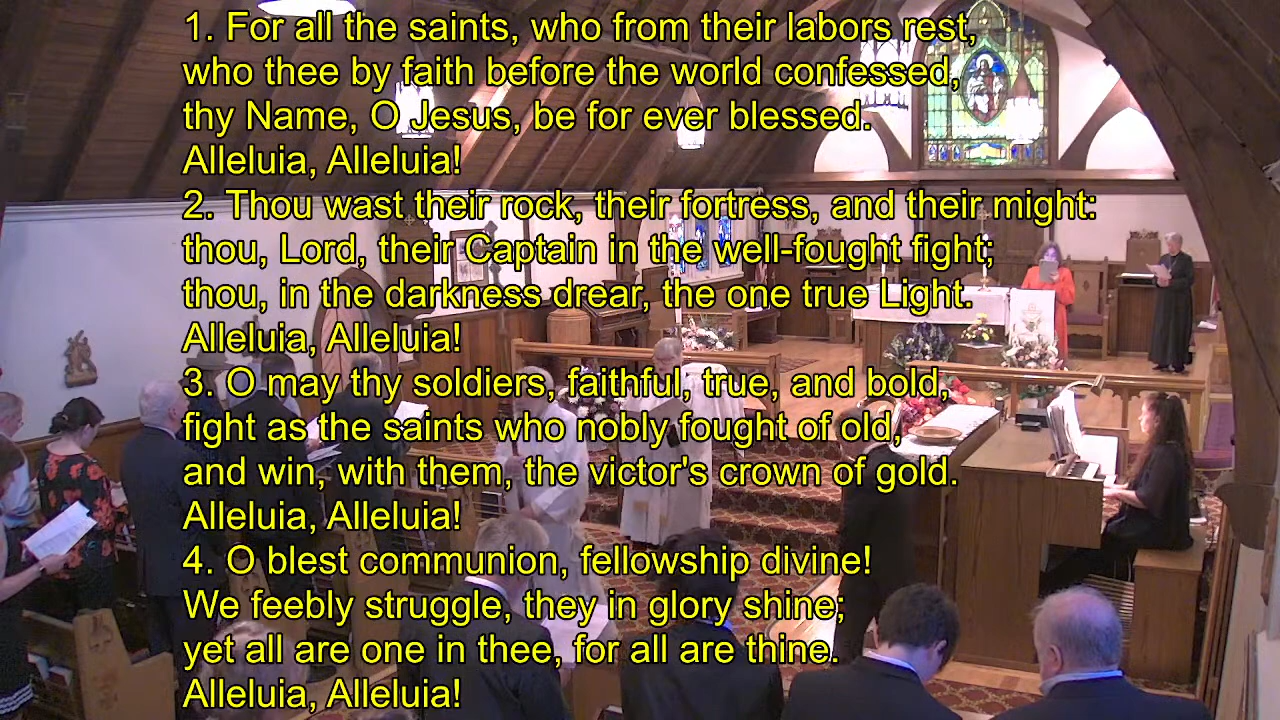 1. For all the saints, who from their labors rest,
who thee by faith before the world confessed,
thy Name, O Jesus, be for ever blessed.
Alleluia, Alleluia!
2. Thou wast their rock, their fortress, and their might:
thou, Lord, their Captain in the well-fought fight;
thou, in the darkness drear, the one true Light.
Alleluia, Alleluia!
3. O may thy soldiers, faithful, true, and bold,
fight as the saints who nobly fought of old,
and win, with them, the victor's crown of gold.
Alleluia, Alleluia!
4. O blest communion, fellowship divine!
We feebly struggle, they in glory shine;
yet all are one in thee, for all are thine.
Alleluia, Alleluia!